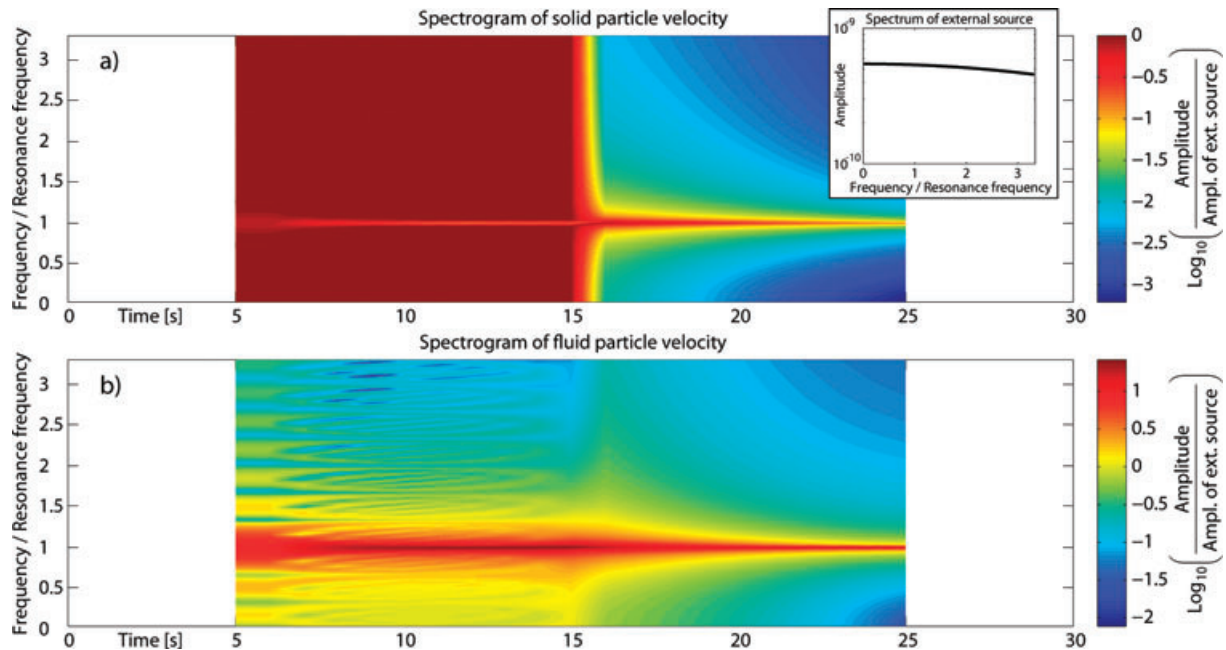 Spectrogram of solid particle velocity
a)
Frequency / Resonance frequency
3
2.5
2
1.5
1
0.5
0
0 Time [s] 5 10 15 20 25 30
Spectrum of external source
10-9
10-10
Amplitude
0 1 2 3
Frequency / Resonance frequency
0
−0.5
−1
−1.5
−2
−2.5
−3
Log10(Amplitude / Ampl. of ext. source)
Spectrogram of fluid particle velocity
b)
Frequency / Resonance frequency
3
2.5
2
1.5
1
0.5
0
0 Time [s] 5 10 15 20 25 30
1
0.5
0
−0.5
−1
−1.5
−2
Log10(Amplitude / Ampl. of ext. source)